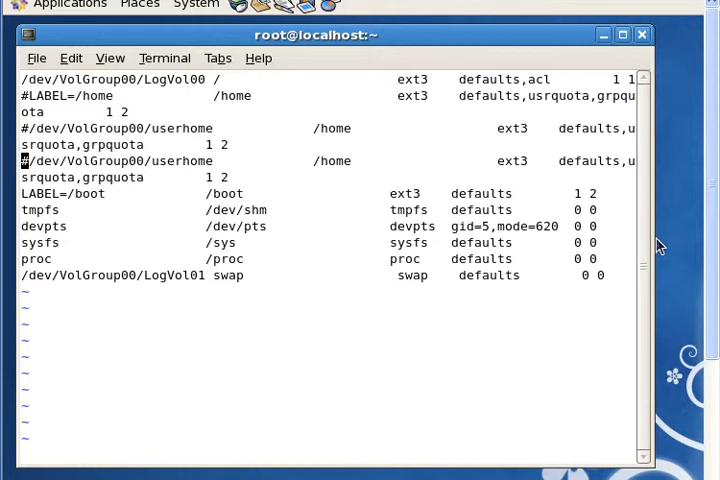 Applications Places System
root@localhost:~
File Edit View Terminal Tabs Help
/dev/VolGroup00/LogVol00 / ext3 defaults,acl 1 1
#LABEL=/home /home ext3 defaults,usrquota,grpqu
ota 1 2
#/dev/VolGroup00/userhome /home ext3 defaults,u
srquota,grpquota 1 2
#/dev/VolGroup00/userhome /home ext3 defaults,u
srquota,grpquota 1 2
LABEL=/boot /boot ext3 defaults 1 2
tmpfs /dev/shm tmpfs defaults 0 0
devpts /dev/pts devpts gid=5,mode=620 0 0
sysfs /sys sysfs defaults 0 0
proc /proc proc defaults 0 0
/dev/VolGroup00/LogVol01 swap swap defaults 0 0
~
~
~
~
~
~
~
~
~
~